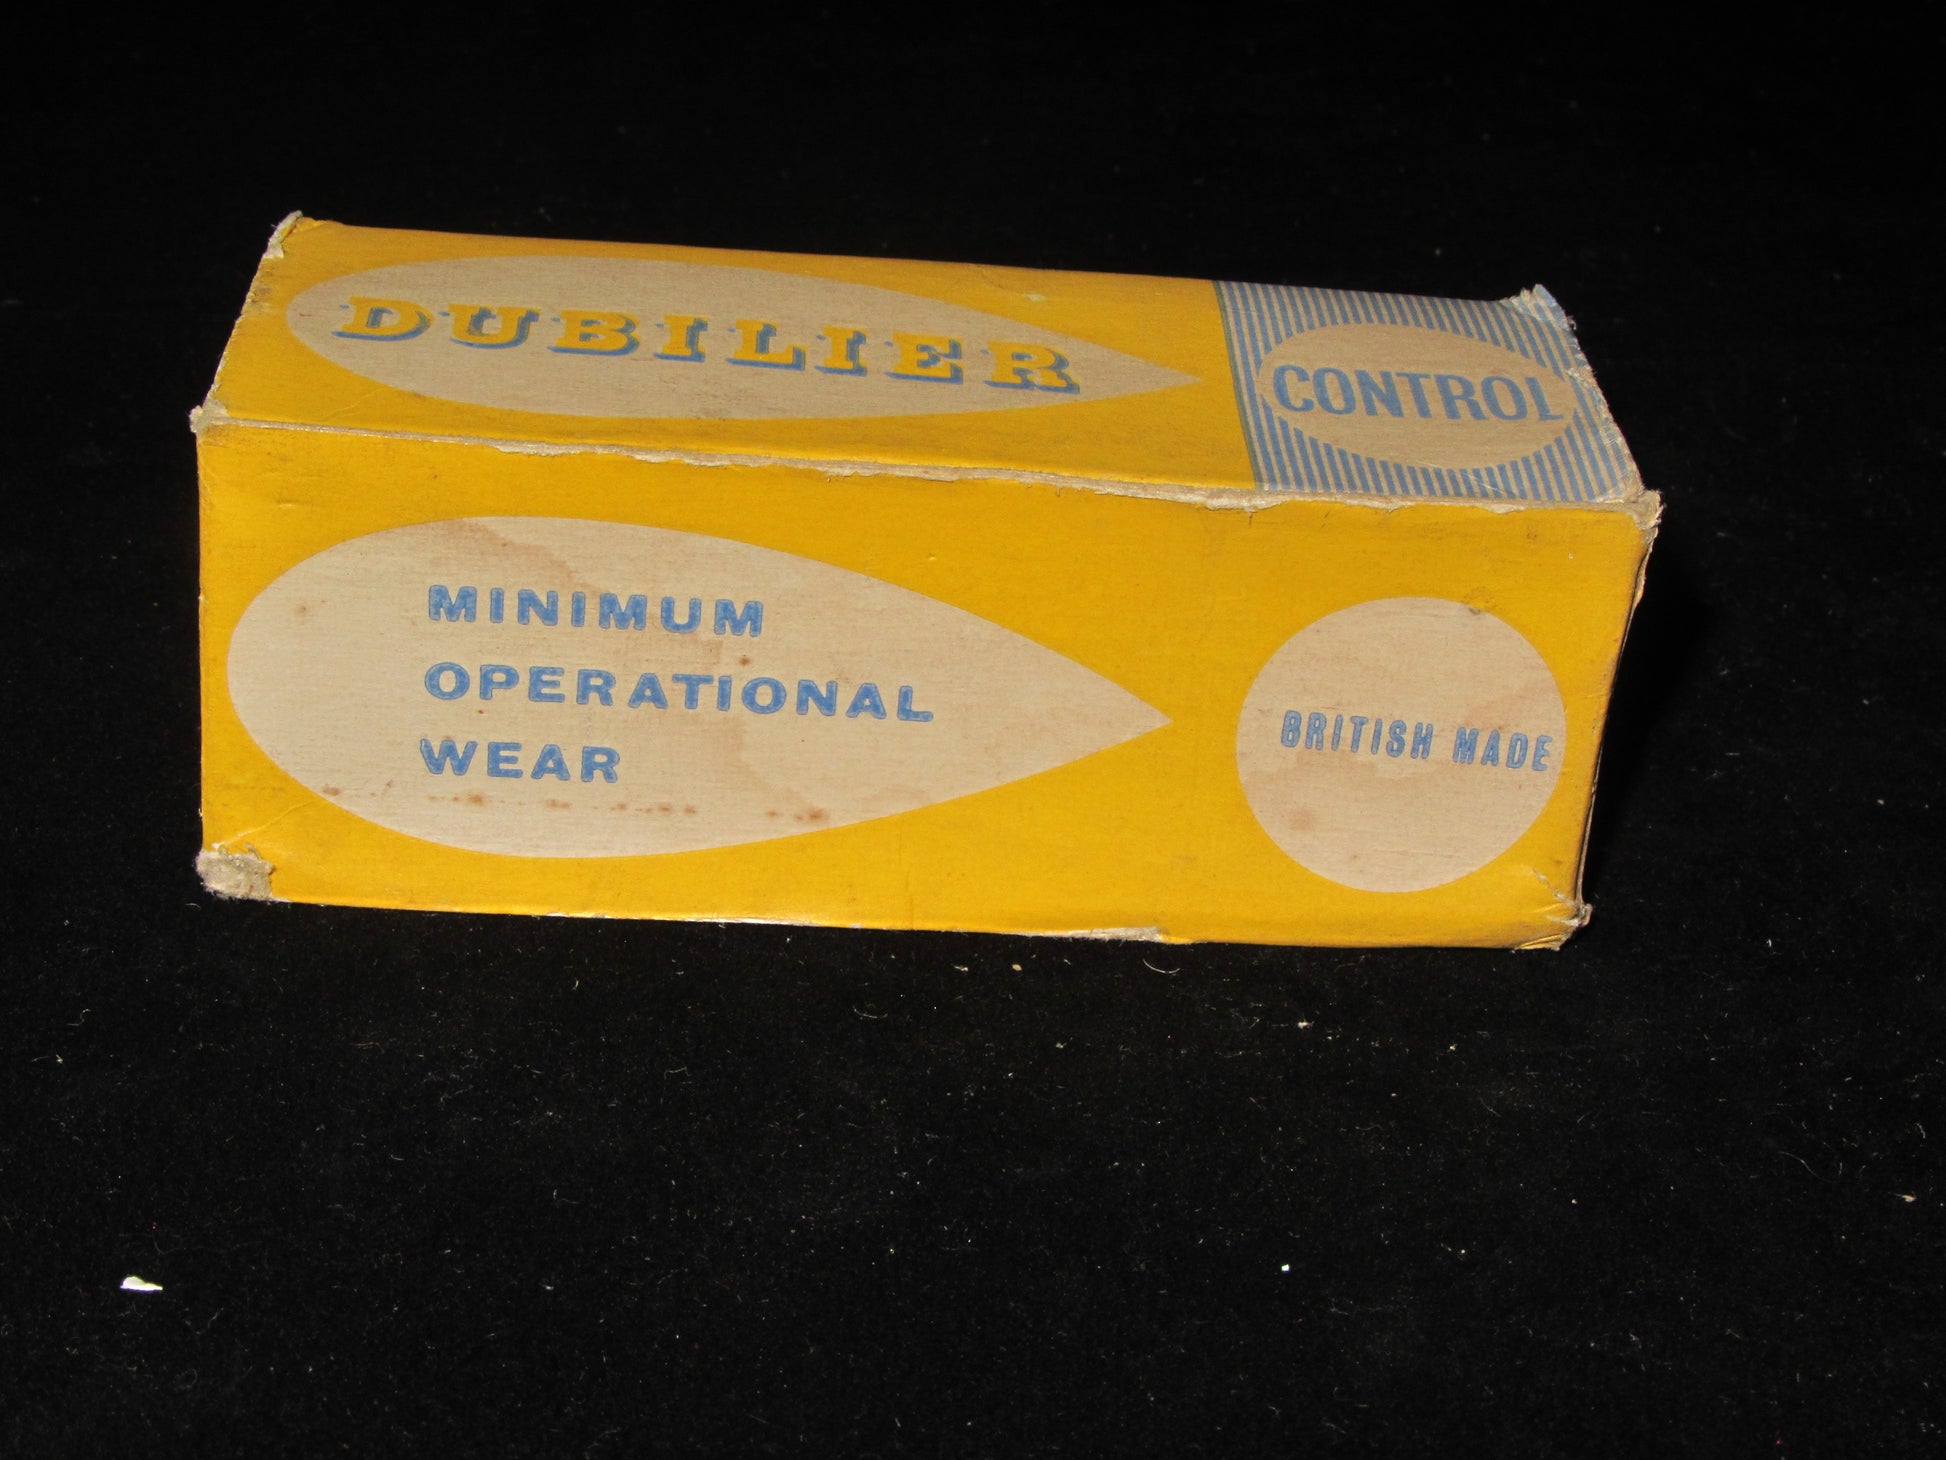 DUBILIER
CONTROL
MINIMUM
OPERATIONAL
WEAR
BRITISH MADE